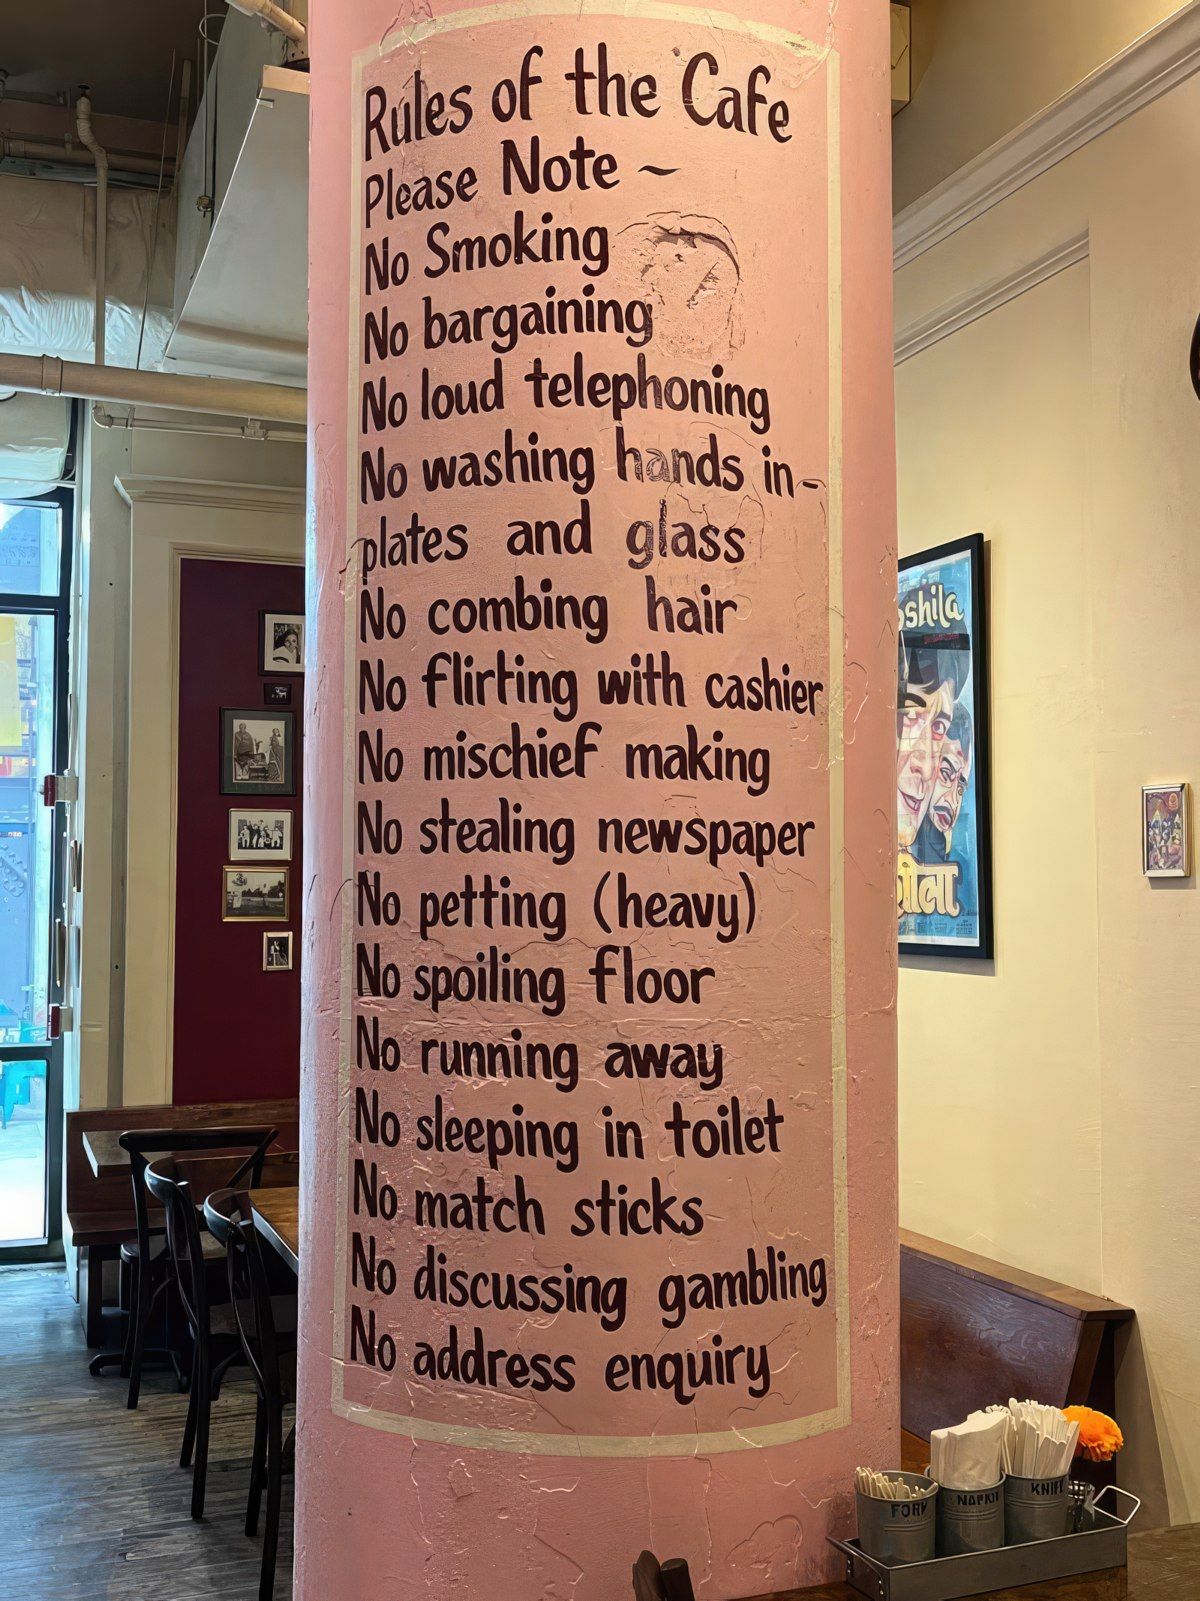 Rules of the Cafe
Please Note ~
No Smoking
No bargaining
No loud telephoning
No washing hands in-
plates and glass
No combing hair
No flirting with cashier
No mischief making
No stealing newspaper
No petting (heavy)
No spoiling floor
No running away
No sleeping in toilet
No match sticks
No discussing gambling
No address enquiry
oshila
FORK
NAPKI
KNIFE